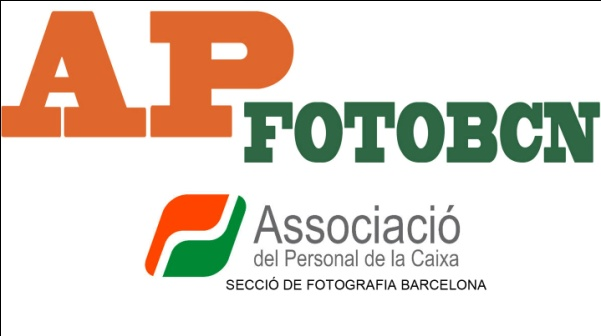 AP
FOTOBCN
Associació
del Personal de la Caixa
SECCIÓ DE FOTOGRAFIA BARCELONA